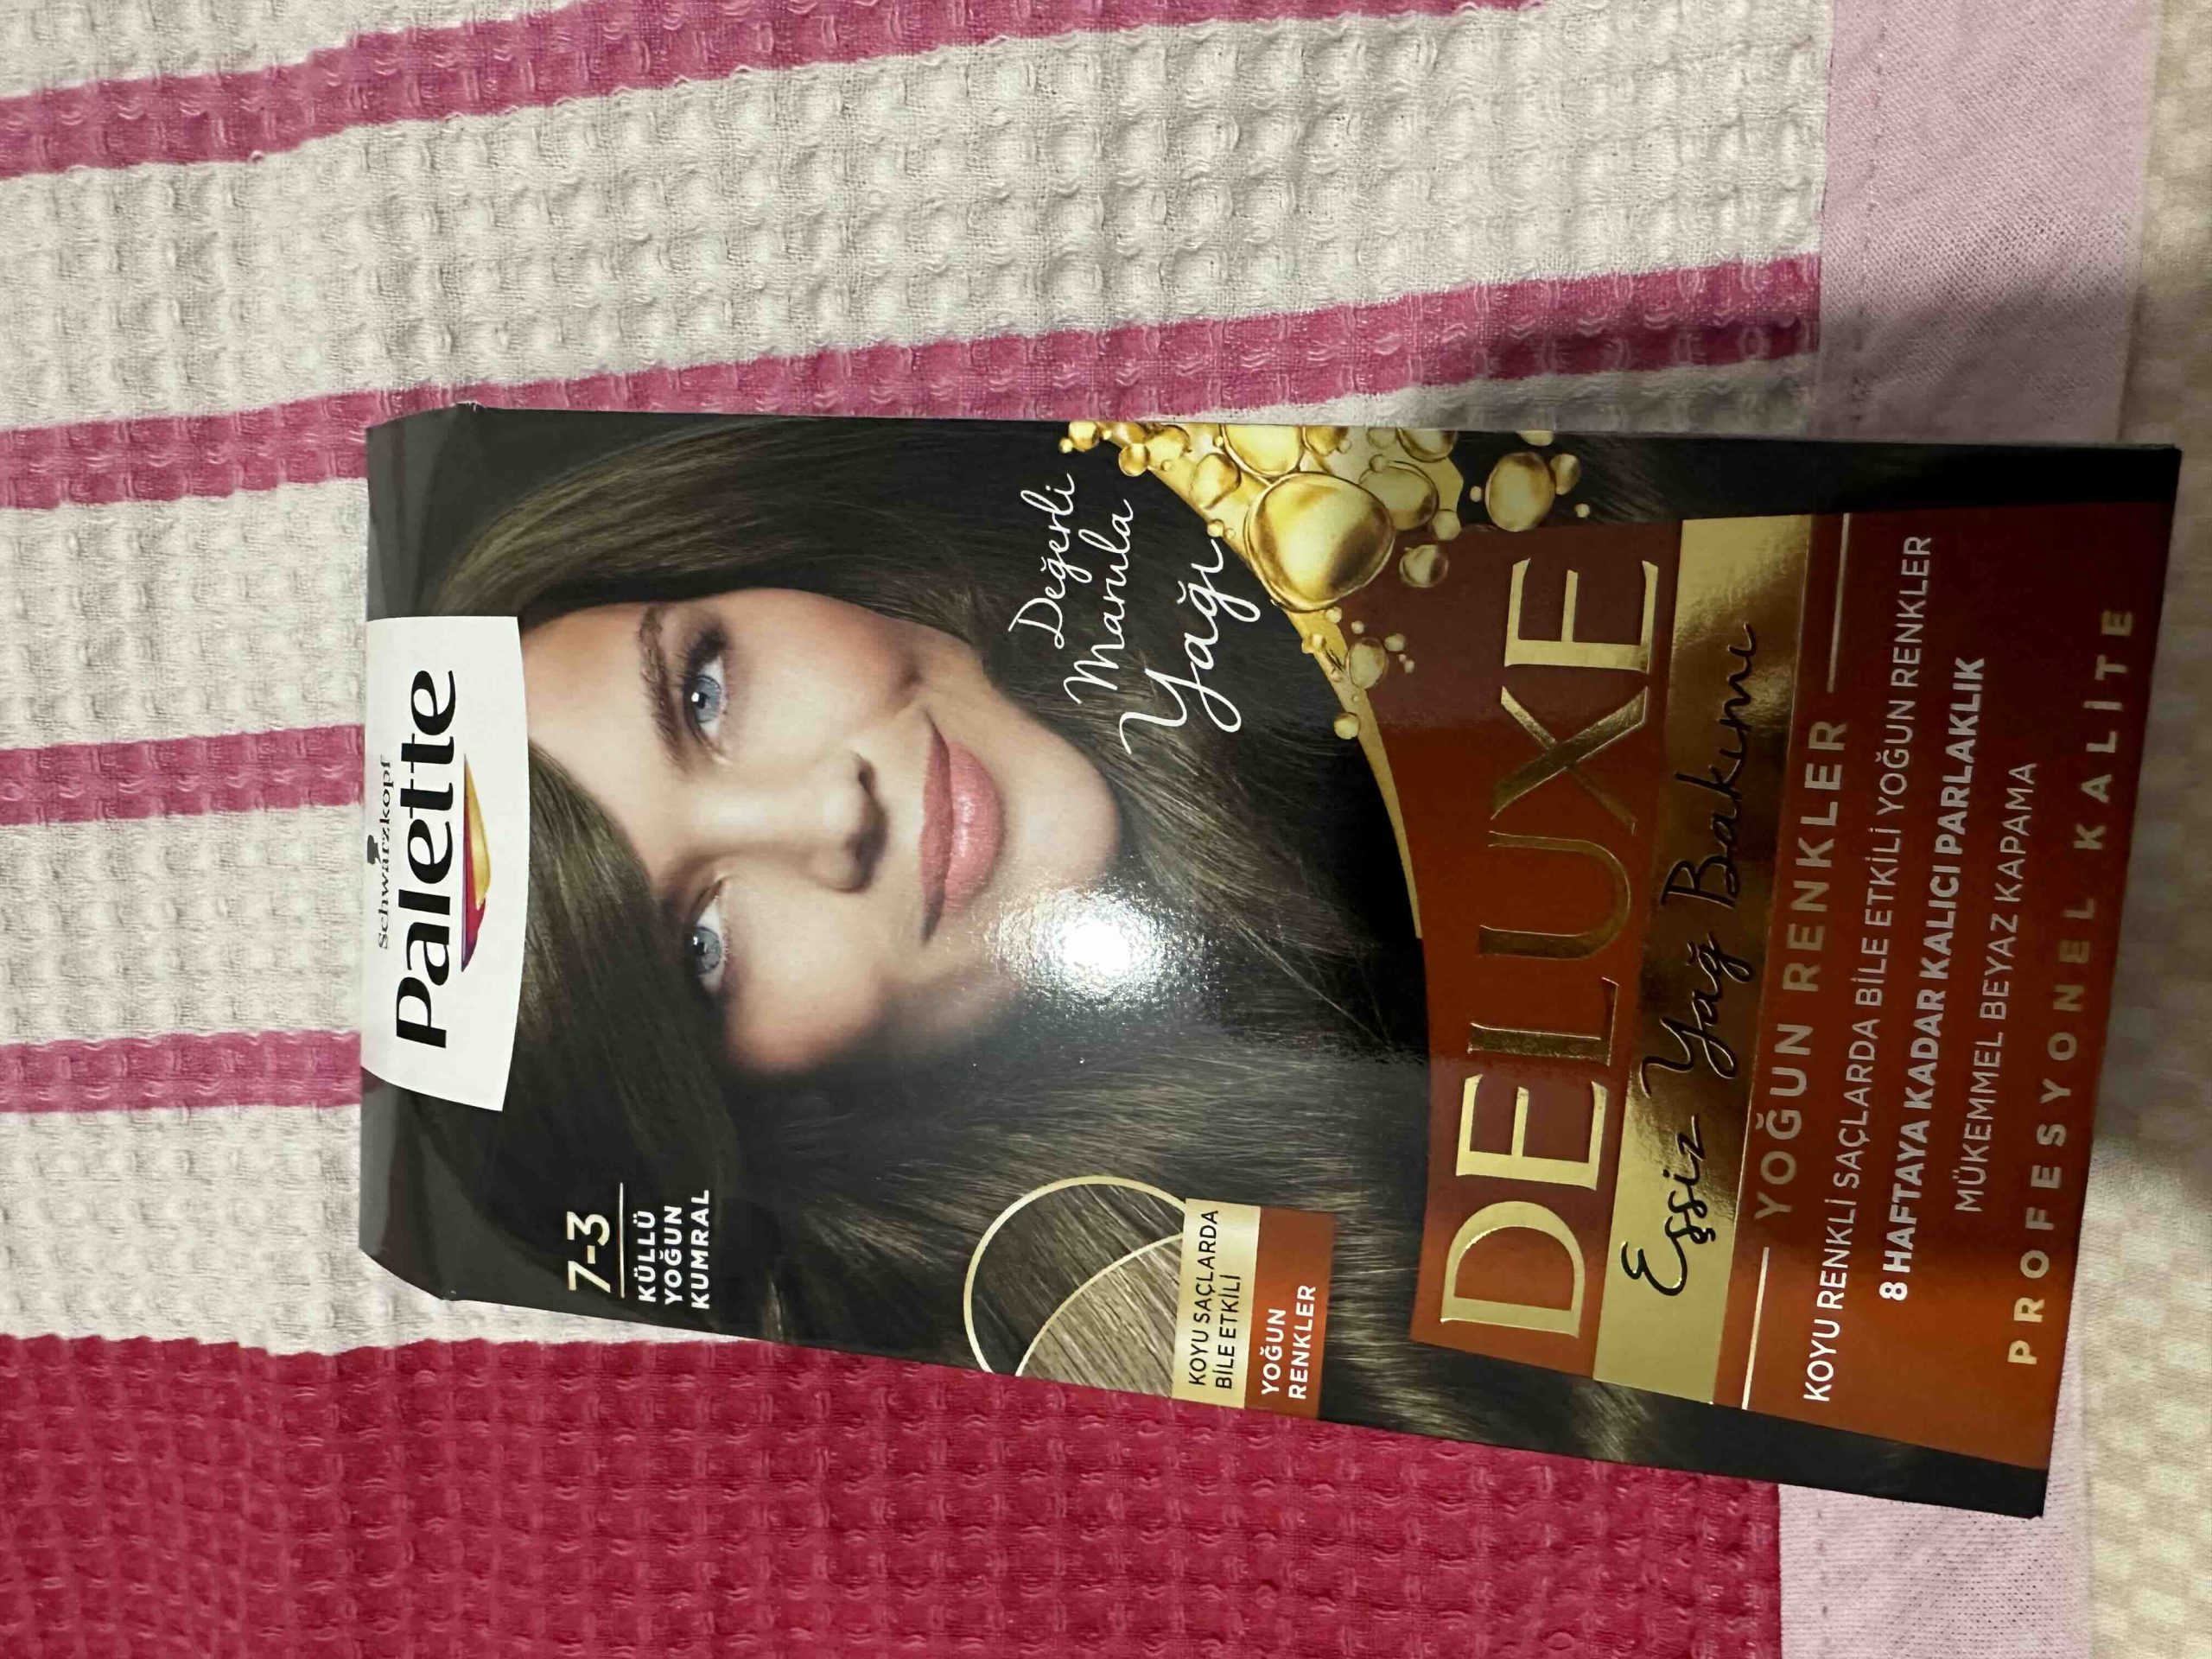 Schwarzkopf
Palette
7-3
KÜLLÜ
YOĞUN
KUMRAL
Değerli
Marula
Yağı
KOYU SAÇLARDA
BİLE ETKİLİ
YOĞUN
RENKLER
DELUXE
Eşsiz Yağ Bakımı
YOĞUN RENKLER
KOYU RENKLİ SAÇLARDA BİLE ETKİLİ YOĞUN RENKLER
8 HAFTAYA KADAR KALICI PARLAKLIK
MÜKEMMEL BEYAZ KAPAMA
PROFESYONEL KALİTE